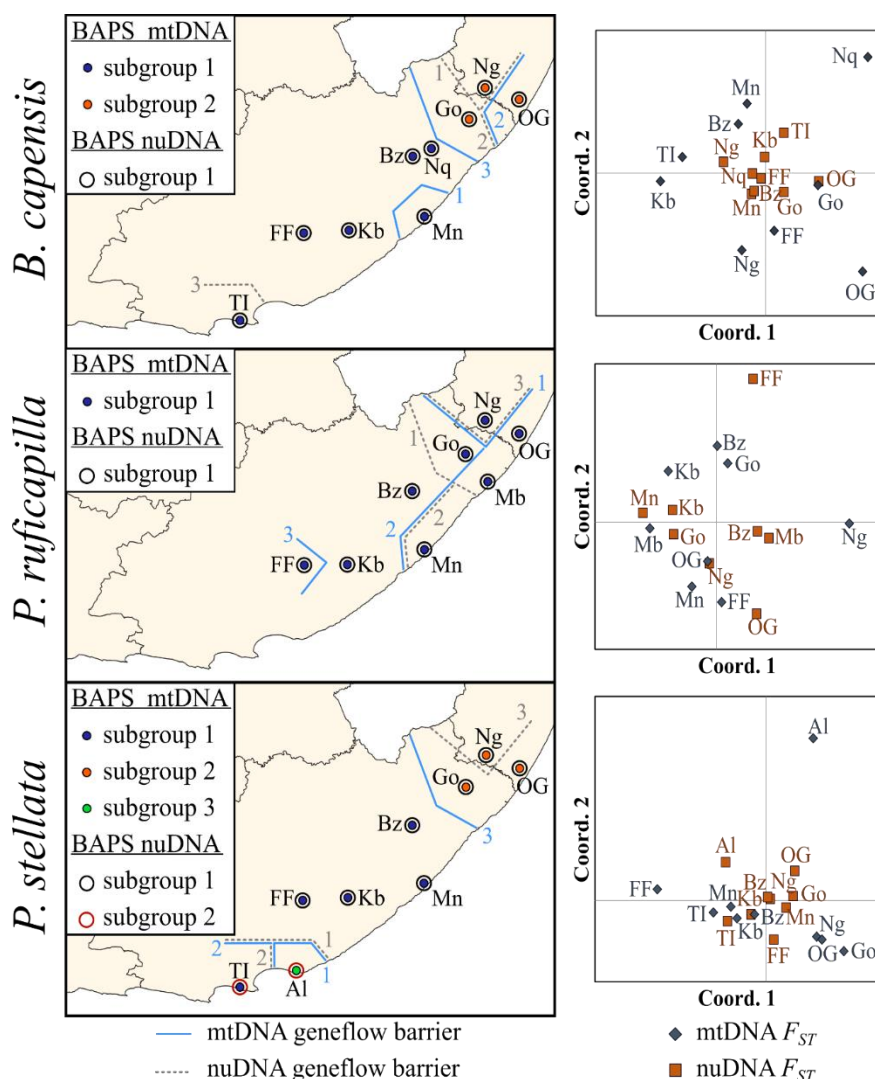 B. capensis
BAPS mtDNA
subgroup 1
subgroup 2
BAPS nuDNA
subgroup 1
1
Ng
OG
Go
2
2
Bz
Nq
3
1
FF
Kb
Mn
3
TI
Nq
Mn
Bz
TI
Kb
TI
Ng
Kb
Nq
FF
OG
Mn
Bz
Go
Go
FF
Ng
OG
Coord. 2
Coord. 1
P. ruficapilla
BAPS mtDNA
subgroup 1
BAPS nuDNA
subgroup 1
3
1
Ng
1
Go
OG
Bz
Mb
2
2
3
FF
Kb
Mn
FF
Bz
Kb
Go
Mn
Kb
Mb
Go
Bz
Mb
Ng
OG
Ng
Mn
FF
OG
Coord. 2
Coord. 1
P. stellata
BAPS mtDNA
subgroup 1
subgroup 2
subgroup 3
BAPS nuDNA
subgroup 1
subgroup 2
3
Ng
Go
OG
Bz
3
FF
Kb
Mn
2
1
2
1
TI
Al
Al
Al
OG
FF
Bz
Ng
Mn
Kb
Go
TI
Bz
Mn
TI
Kb
FF
Ng
OG
Go
Coord. 2
Coord. 1
mtDNA geneflow barrier
nuDNA geneflow barrier
mtDNA FST
nuDNA FST